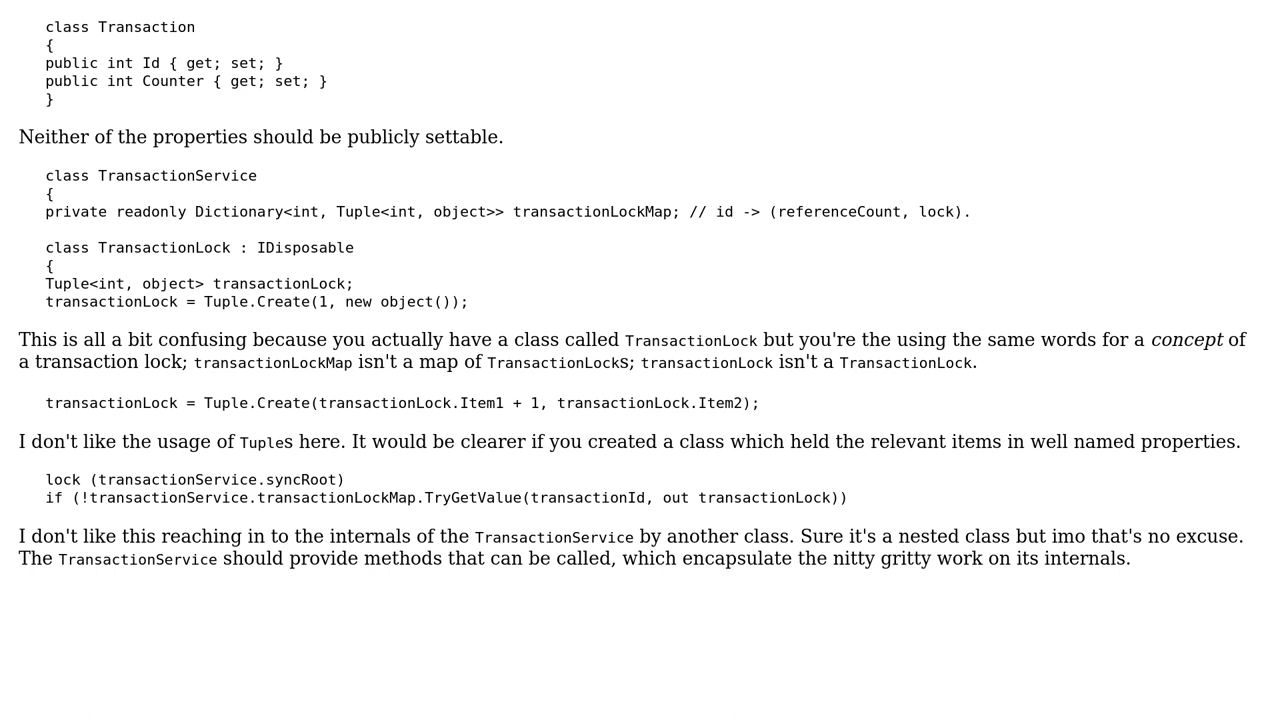 class Transaction
{
public int Id { get; set; }
public int Counter { get; set; }
}
Neither of the properties should be publicly settable.
class TransactionService
{
private readonly Dictionary<int, Tuple<int, object>> transactionLockMap; // id -> (referenceCount, lock).
class TransactionLock : IDisposable
{
Tuple<int, object> transactionLock;
transactionLock = Tuple.Create(1, new object());
This is all a bit confusing because you actually have a class called TransactionLock but you're the using the same words for a concept of
a transaction lock; transactionLockMap isn't a map of TransactionLocks; transactionLock isn't a TransactionLock.
transactionLock = Tuple.Create(transactionLock.Item1 + 1, transactionLock.Item2);
I don't like the usage of Tuples here. It would be clearer if you created a class which held the relevant items in well named properties.
lock (transactionService.syncRoot)
if (!transactionService.transactionLockMap.TryGetValue(transactionId, out transactionLock))
I don't like this reaching in to the internals of the TransactionService by another class. Sure it's a nested class but imo that's no excuse.
The TransactionService should provide methods that can be called, which encapsulate the nitty gritty work on its internals.